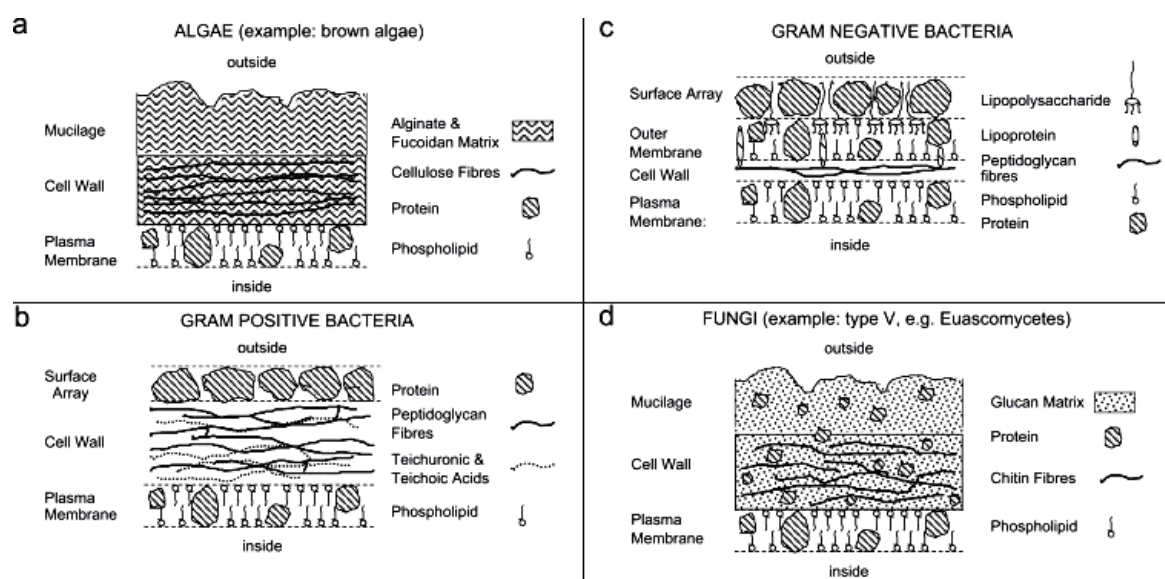 a
ALGAE (example: brown algae)
outside
Mucilage
Cell Wall
Plasma
Membrane
inside
Alginate &
Fucoidan Matrix
Cellulose Fibres
Protein
Phospholipid
b
GRAM POSITIVE BACTERIA
outside
Surface
Array
Cell Wall
Plasma
Membrane
inside
Protein
Peptidoglycan
Fibres
Teichuronic &
Teichoic Acids
Phospholipid
c
GRAM NEGATIVE BACTERIA
outside
Surface Array
Outer
Membrane
Cell Wall
Plasma
Membrane:
inside
Lipopolysaccharide
Lipoprotein
Peptidoglycan
fibres
Phospholipid
Protein
d
FUNGI (example: type V, e.g. Euascomycetes)
outside
Mucilage
Cell Wall
Plasma
Membrane
inside
Glucan Matrix
Protein
Chitin Fibres
Phospholipid